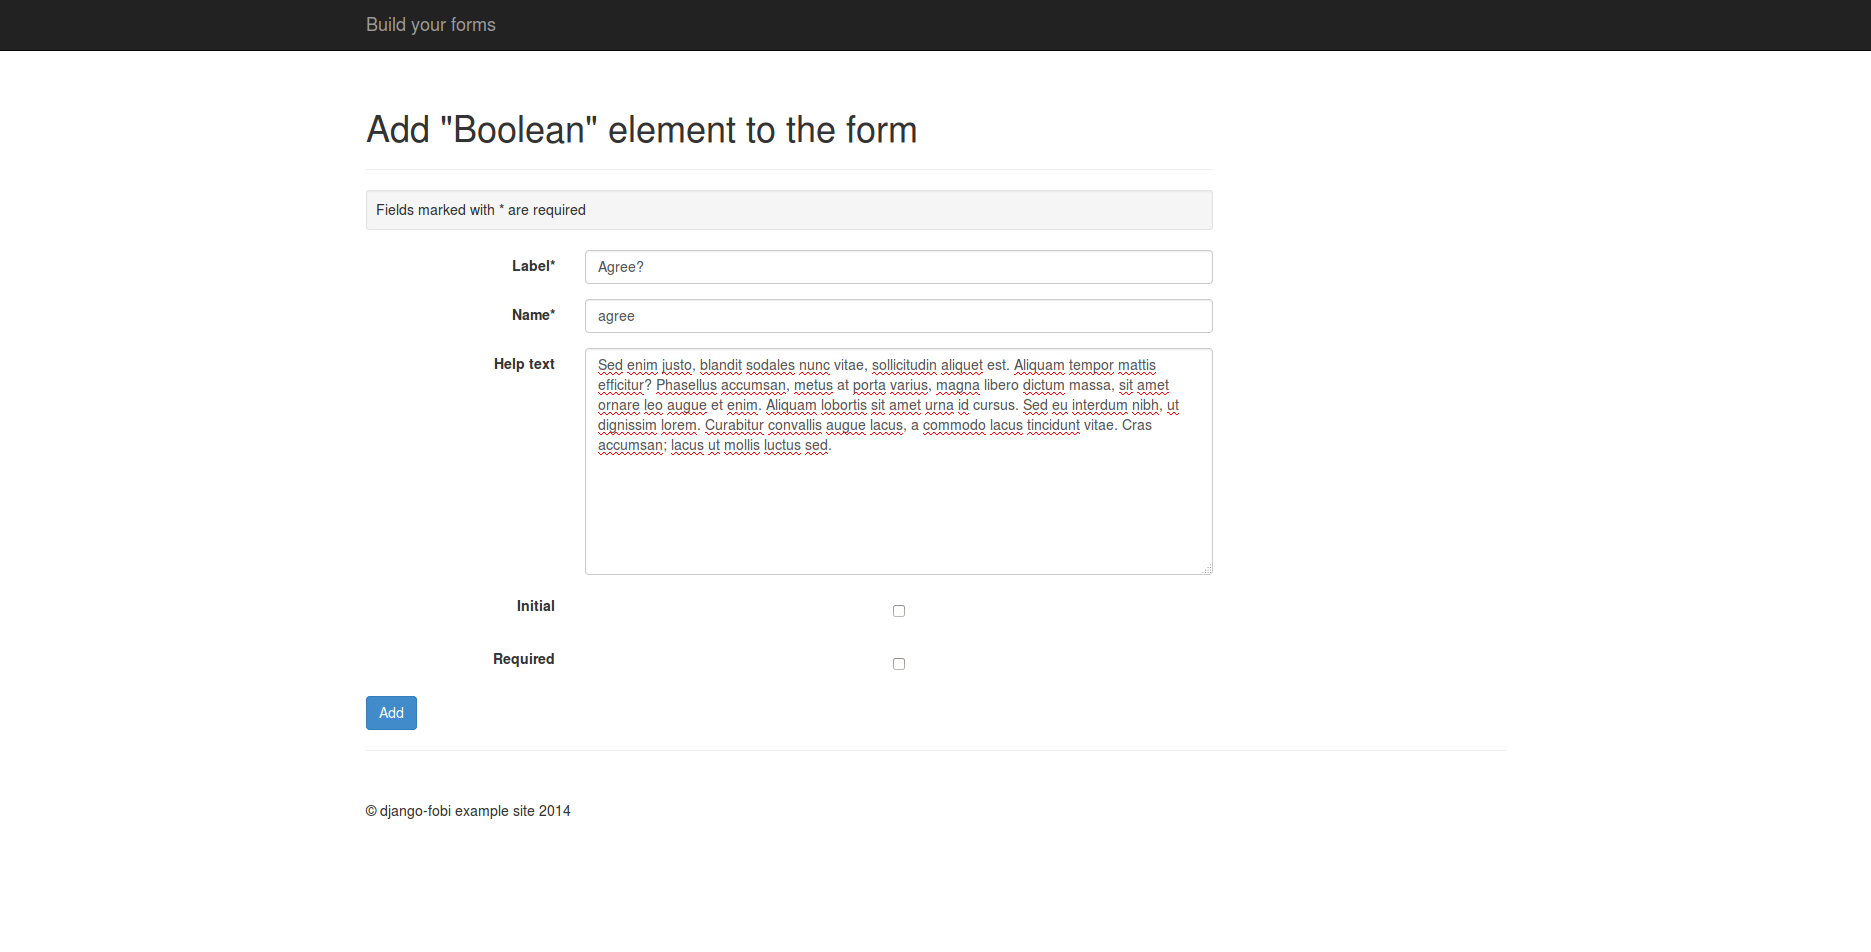 Build your forms
Add "Boolean" element to the form
Fields marked with * are required
Label*
Agree?
Name*
agree
Help text
Sed enim justo, blandit sodales nunc vitae, sollicitudin aliquet est. Aliquam tempor mattis
efficitur? Phasellus accumsan, metus at porta varius, magna libero dictum massa, sit amet
ornare leo augue et enim. Aliquam lobortis sit amet urna id cursus. Sed eu interdum nibh, ut
dignissim lorem. Curabitur convallis augue lacus, a commodo lacus tincidunt vitae. Cras
accumsan; lacus ut mollis luctus sed.
Initial
Required
Add
© django-fobi example site 2014